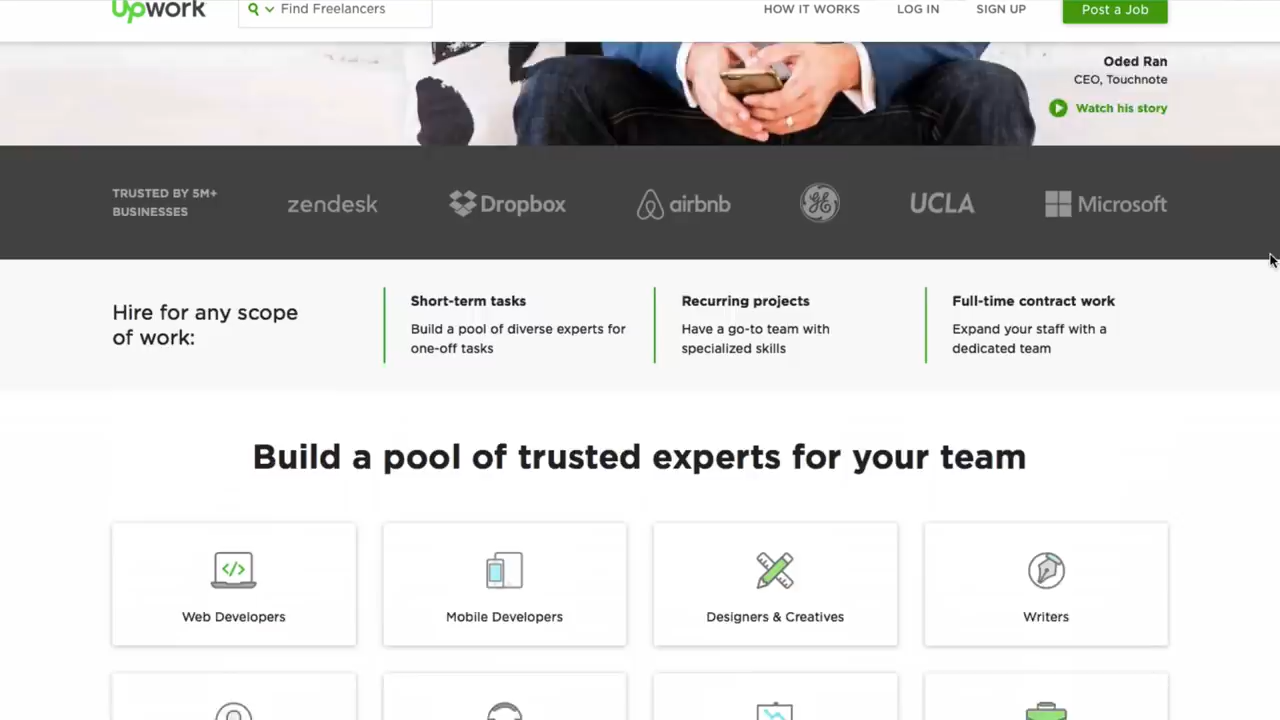 Upwork
Find Freelancers
HOW IT WORKS
LOG IN
SIGN UP
Post a Job
Oded Ran
CEO, Touchnote
Watch his story
TRUSTED BY 5M+
BUSINESSES
zendesk
Dropbox
airbnb
GE
UCLA
Microsoft
Hire for any scope
of work:
Short-term tasks
Build a pool of diverse experts for
one-off tasks
Recurring projects
Have a go-to team with
specialized skills
Full-time contract work
Expand your staff with a
dedicated team
Build a pool of trusted experts for your team
</>
Web Developers
Mobile Developers
Designers & Creatives
Writers